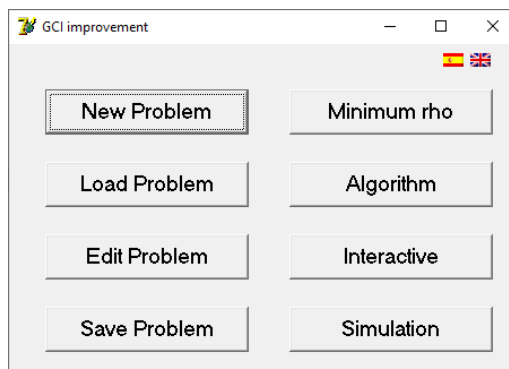 GCI improvement
New Problem
Minimum rho
Load Problem
Algorithm
Edit Problem
Interactive
Save Problem
Simulation